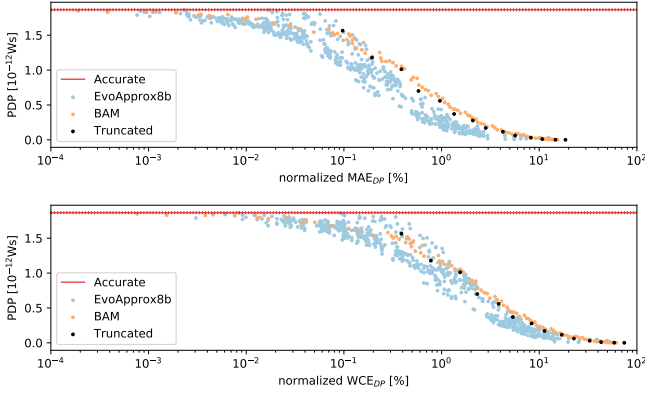 PDP [10⁻¹²Ws]
1.5
1.0
0.5
0.0
Accurate
EvoApprox8b
BAM
Truncated
10⁻⁴ 10⁻³ 10⁻² 10⁻¹ 10⁰ 10¹ 10²
normalized MAE_DP [%]
PDP [10⁻¹²Ws]
1.5
1.0
0.5
0.0
Accurate
EvoApprox8b
BAM
Truncated
10⁻⁴ 10⁻³ 10⁻² 10⁻¹ 10⁰ 10¹ 10²
normalized WCE_DP [%]